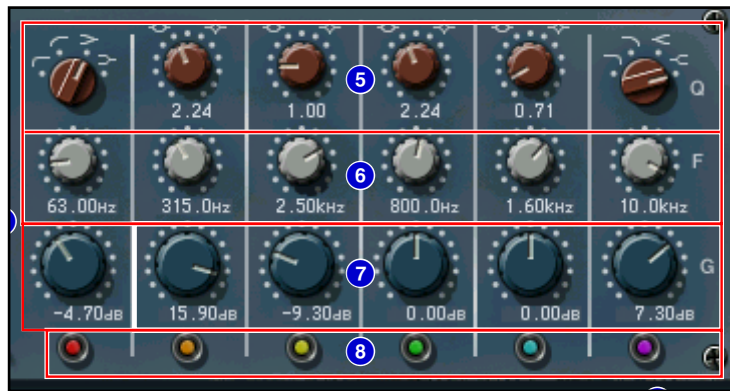 5
2.24 1.00 2.24 0.71 Q
6 F
63.00Hz 315.0Hz 2.50kHz 800.0Hz 1.60kHz 10.0kHz
7 G
-4.70dB 15.90dB -9.30dB 0.00dB 0.00dB 7.30dB
8